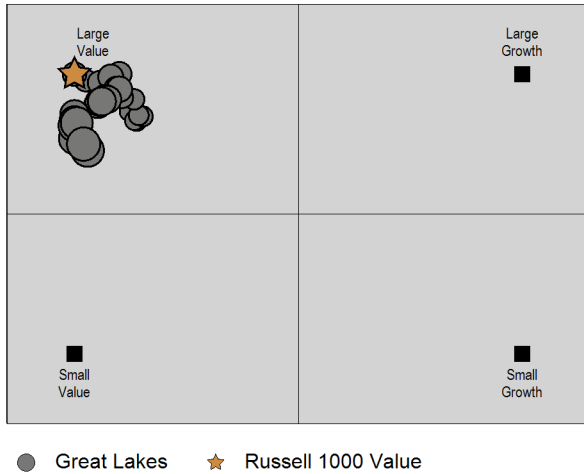 Large
Value
Large
Growth
Small
Value
Small
Growth
Great Lakes
Russell 1000 Value